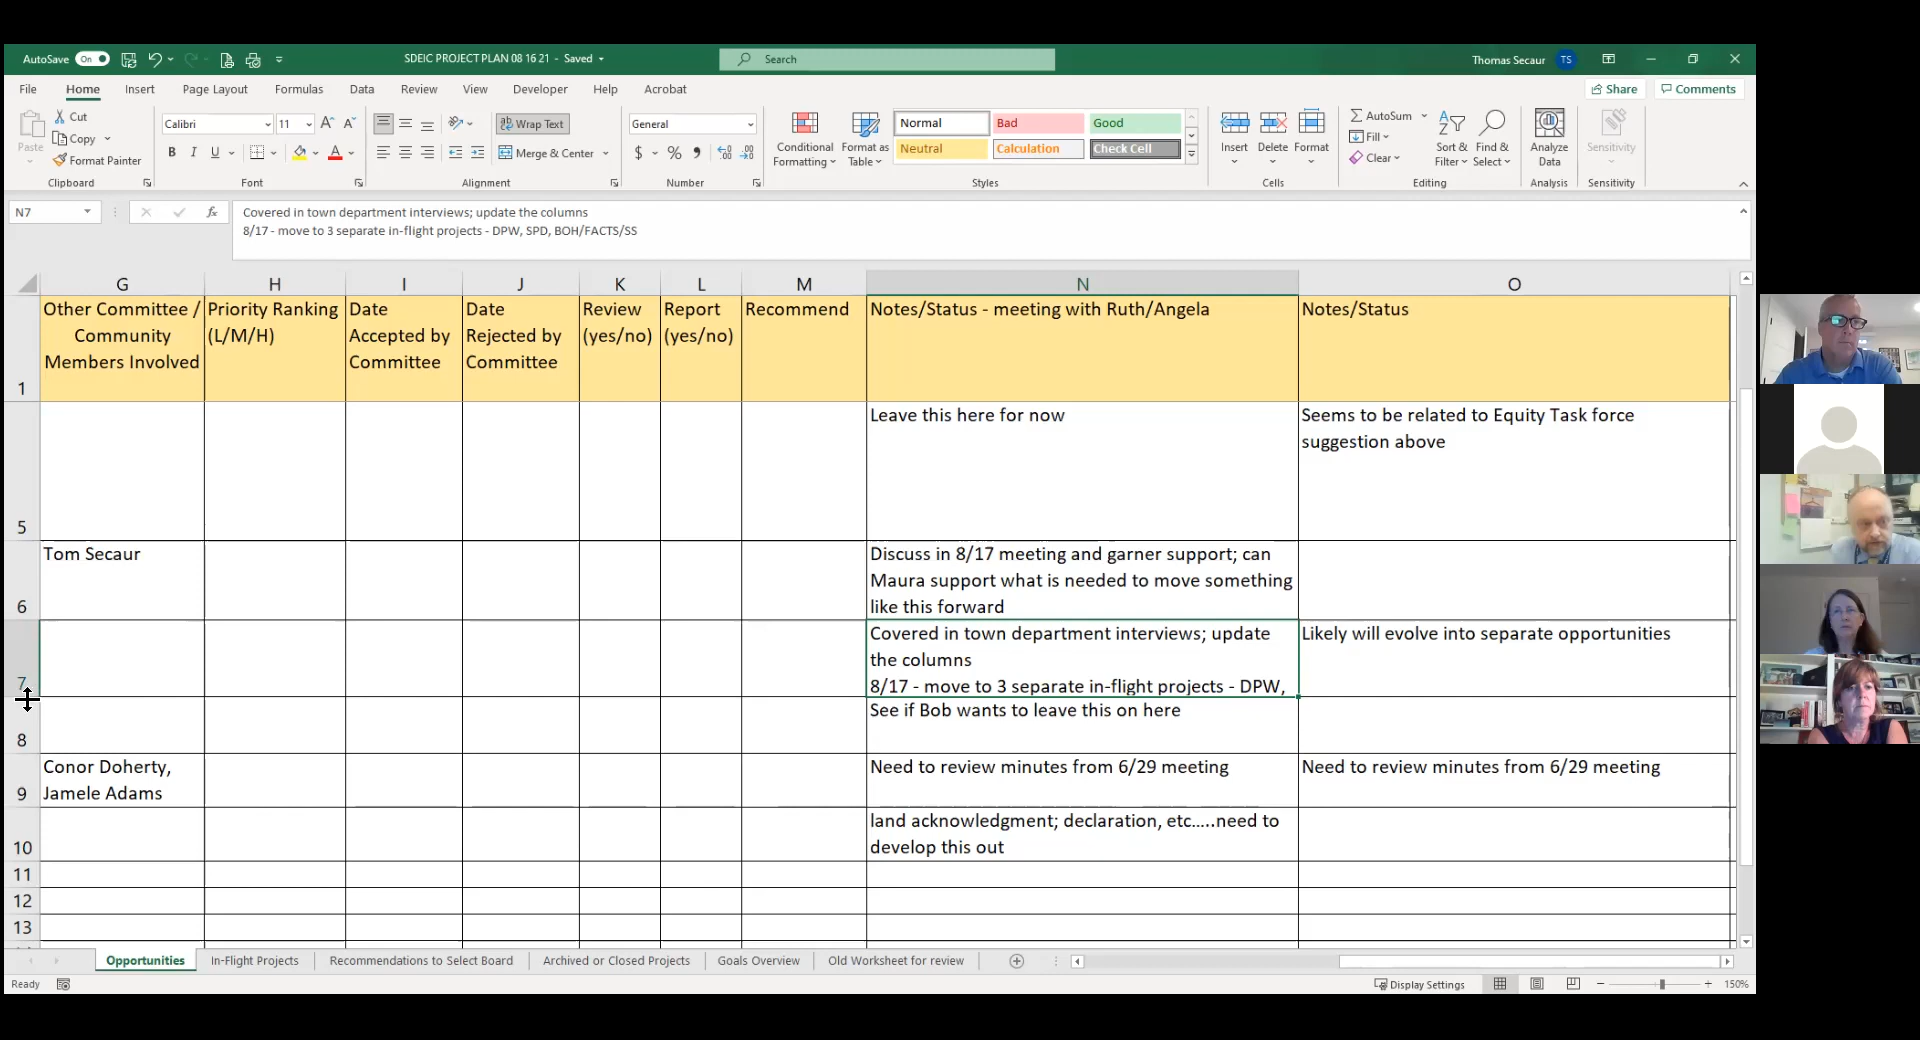 AutoSave On SDEIC PROJECT PLAN 08 16 21 - Saved Search Thomas Secaur TS
File Home Insert Page Layout Formulas Data Review View Developer Help Acrobat Share Comments
Paste Cut Copy Format Painter
Calibri 11 B I U
Wrap Text
Merge & Center
General $ % 9
Conditional Formatting Format as Table
Normal Bad Good
Neutral Calculation Check Cell
Insert Delete Format
AutoSum Fill Clear
Sort & Filter Find & Select
Analyze Data
Sensitivity
Clipboard Font Alignment Number Styles Cells Editing Analysis Sensitivity
N7 fx Covered in town department interviews; update the columns
8/17 - move to 3 separate in-flight projects - DPW, SPD, BOH/FACTS/SS
G H I J K L M N O
1 Other Committee / Community Members Involved Priority Ranking (L/M/H) Date Accepted by Committee Date Rejected by Committee Review (yes/no) Report (yes/no) Recommend Notes/Status - meeting with Ruth/Angela Notes/Status
5 Leave this here for now Seems to be related to Equity Task force suggestion above
6 Tom Secaur Discuss in 8/17 meeting and garner support; can Maura support what is needed to move something like this forward
7 Covered in town department interviews; update the columns
8/17 - move to 3 separate in-flight projects - DPW, Likely will evolve into separate opportunities
8 See if Bob wants to leave this on here
9 Conor Doherty, Jamele Adams Need to review minutes from 6/29 meeting Need to review minutes from 6/29 meeting
10 land acknowledgment; declaration, etc.....need to develop this out
11
12
13
Opportunities In-Flight Projects Recommendations to Select Board Archived or Closed Projects Goals Overview Old Worksheet for review
Ready Display Settings 150%